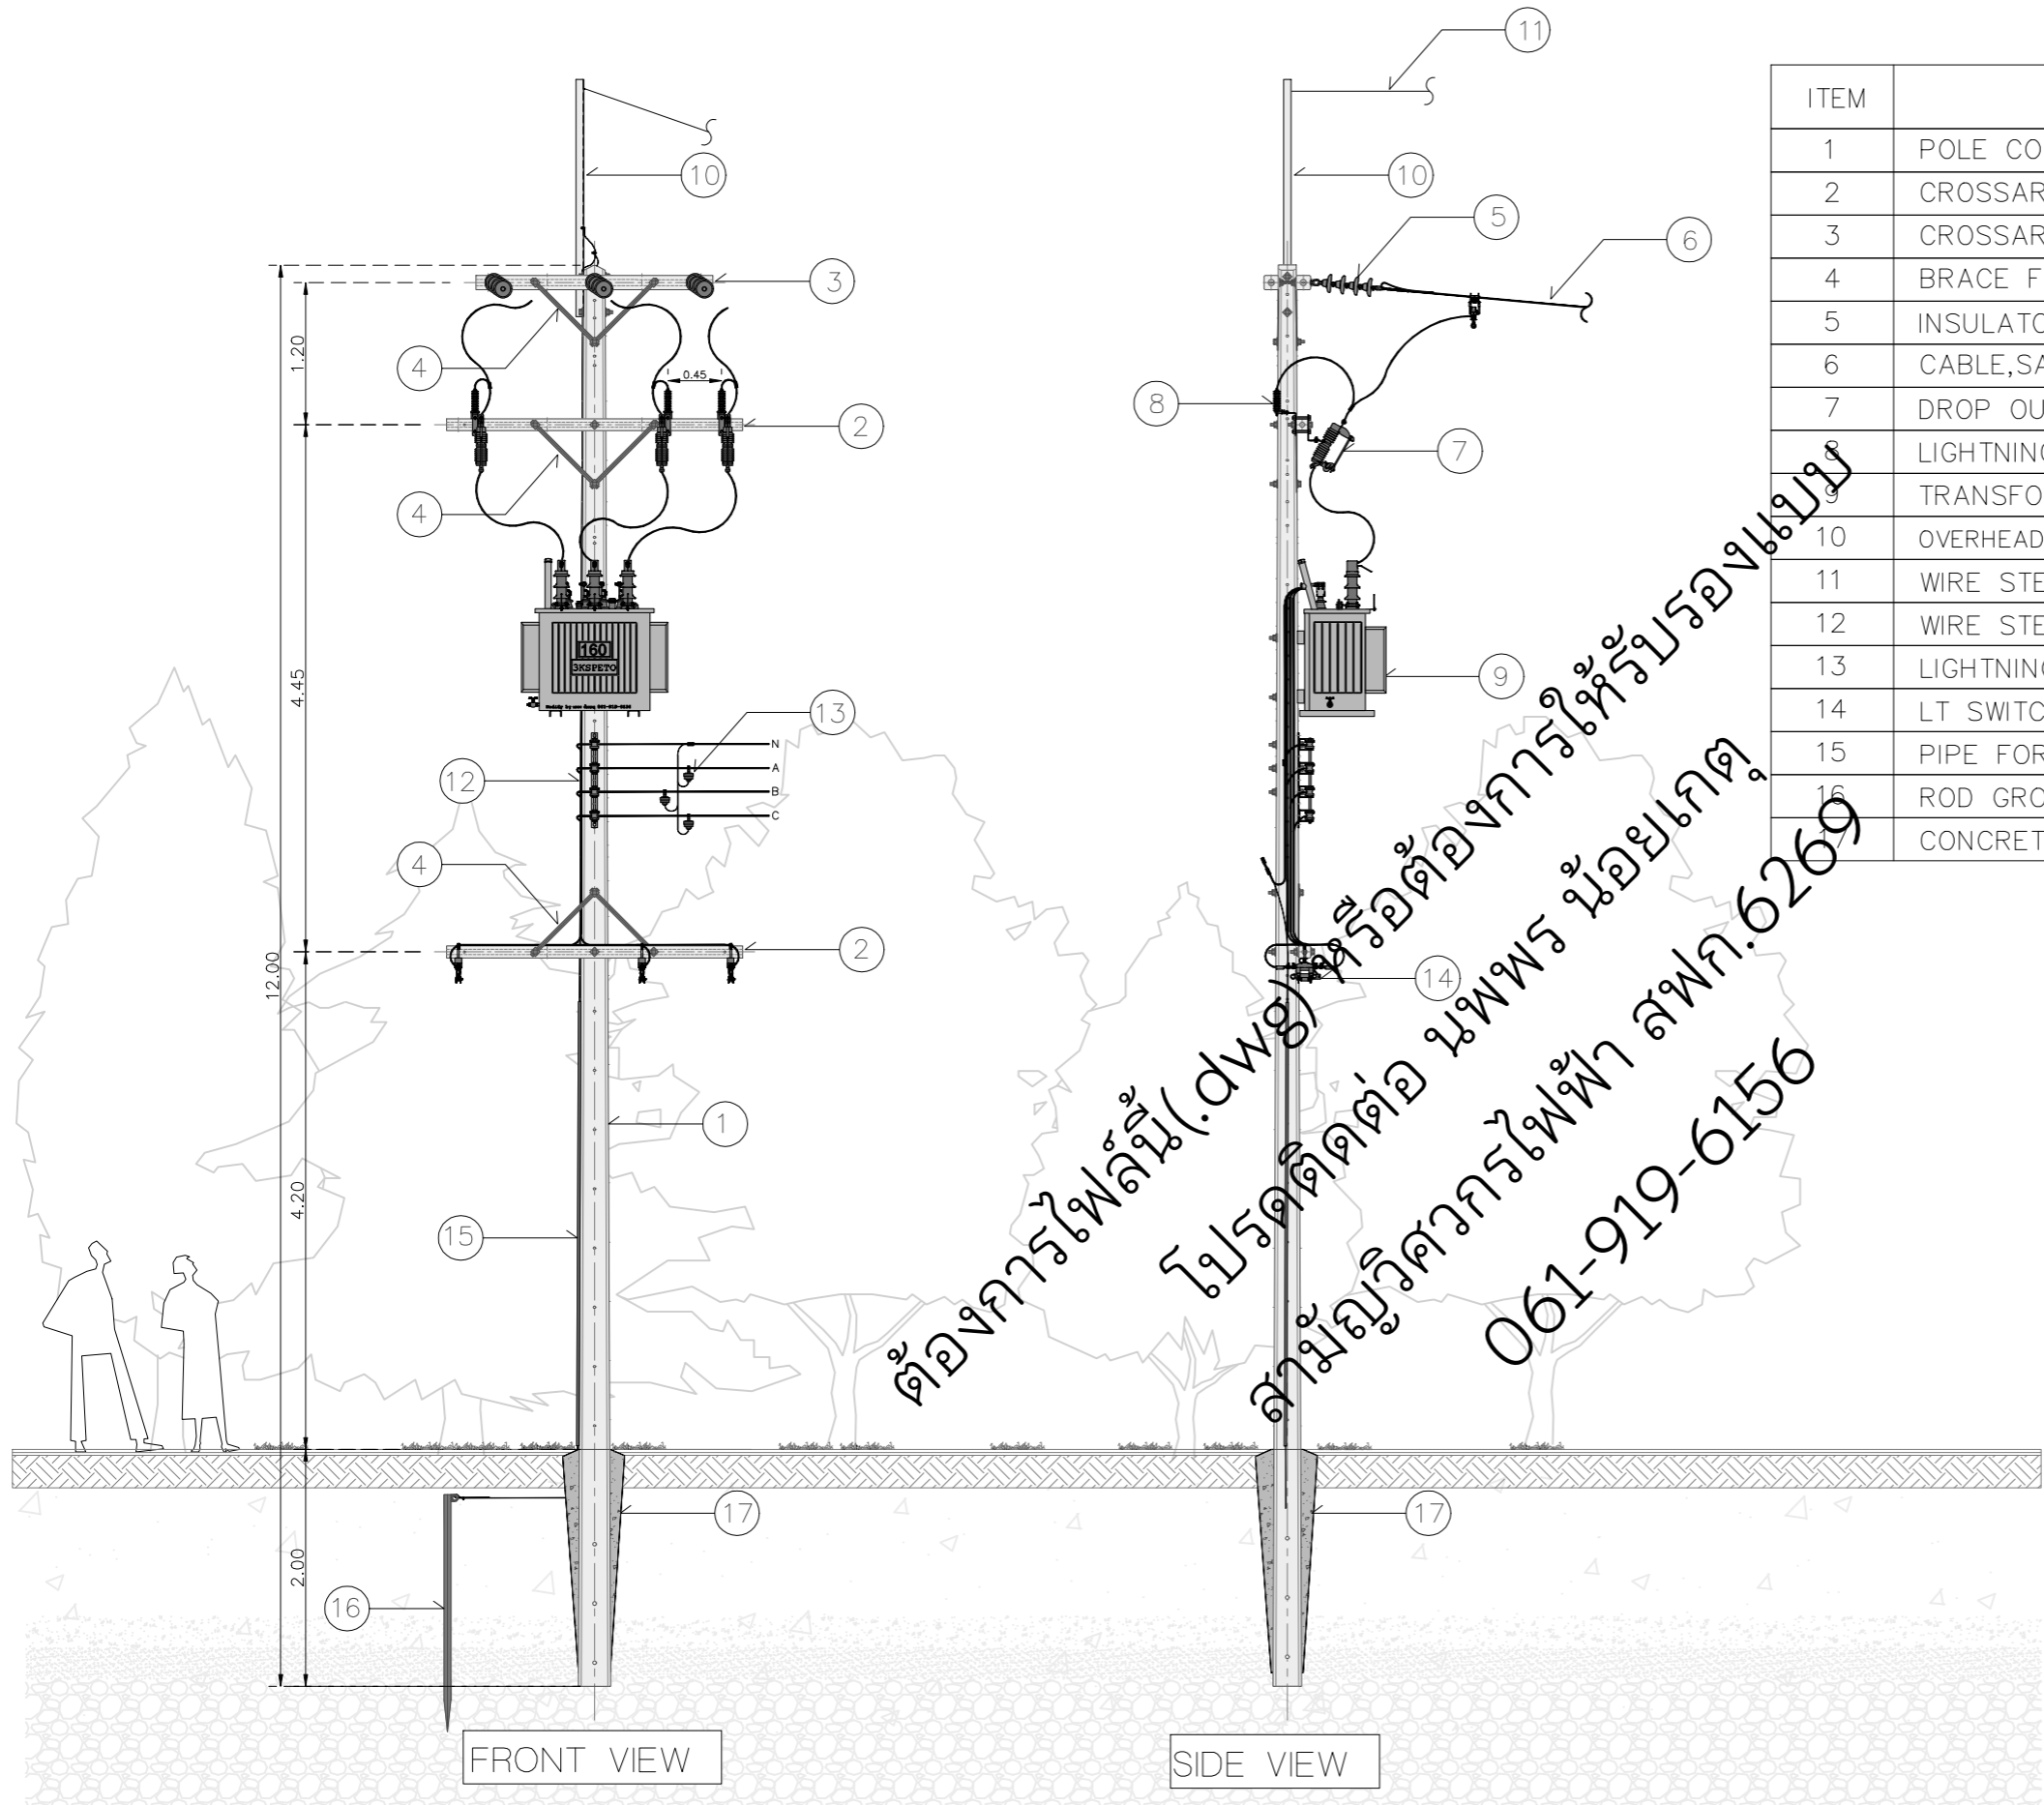 11
10
10
5
6
3
4
1.20
0.45
8
2
7
4
160
3KSPETO
9
4.45
N
13
A
12
B
C
4
2
12.00
14
1
4.20
15
17
17
2.00
16
FRONT VIEW
SIDE VIEW
ITEM
1 POLE CO
2 CROSSAR
3 CROSSAR
4 BRACE F
5 INSULATO
6 CABLE,SA
7 DROP OU
8 LIGHTNING
9 TRANSFO
10 OVERHEAD
11 WIRE STE
12 WIRE STE
13 LIGHTNING
14 LT SWITC
15 PIPE FOR
16 ROD GRO
17 CONCRET
ต้องการไฟล์นี้(.dwg) หรือต้องการให้รับรองแบบ
โปรดติดต่อ นพพร น้อยเกตุ
สามัญวิศวกรไฟฟ้า สฟก.6269
061-919-6156